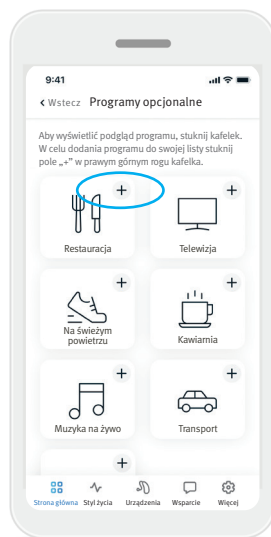 9:41
Wstecz Programy opcjonalne
Aby wyświetlić podgląd programu, stuknij kafelek.
W celu dodania programu do swojej listy stuknij
pole „+” w prawym górnym rogu kafelka.
+ +
Restauracja Telewizja
+ +
Na świeżym
powietrzu
Kawiarnia
+ +
Muzyka na żywo Transport
+
Strona główna Styl życia Urządzenia Wsparcie Więcej